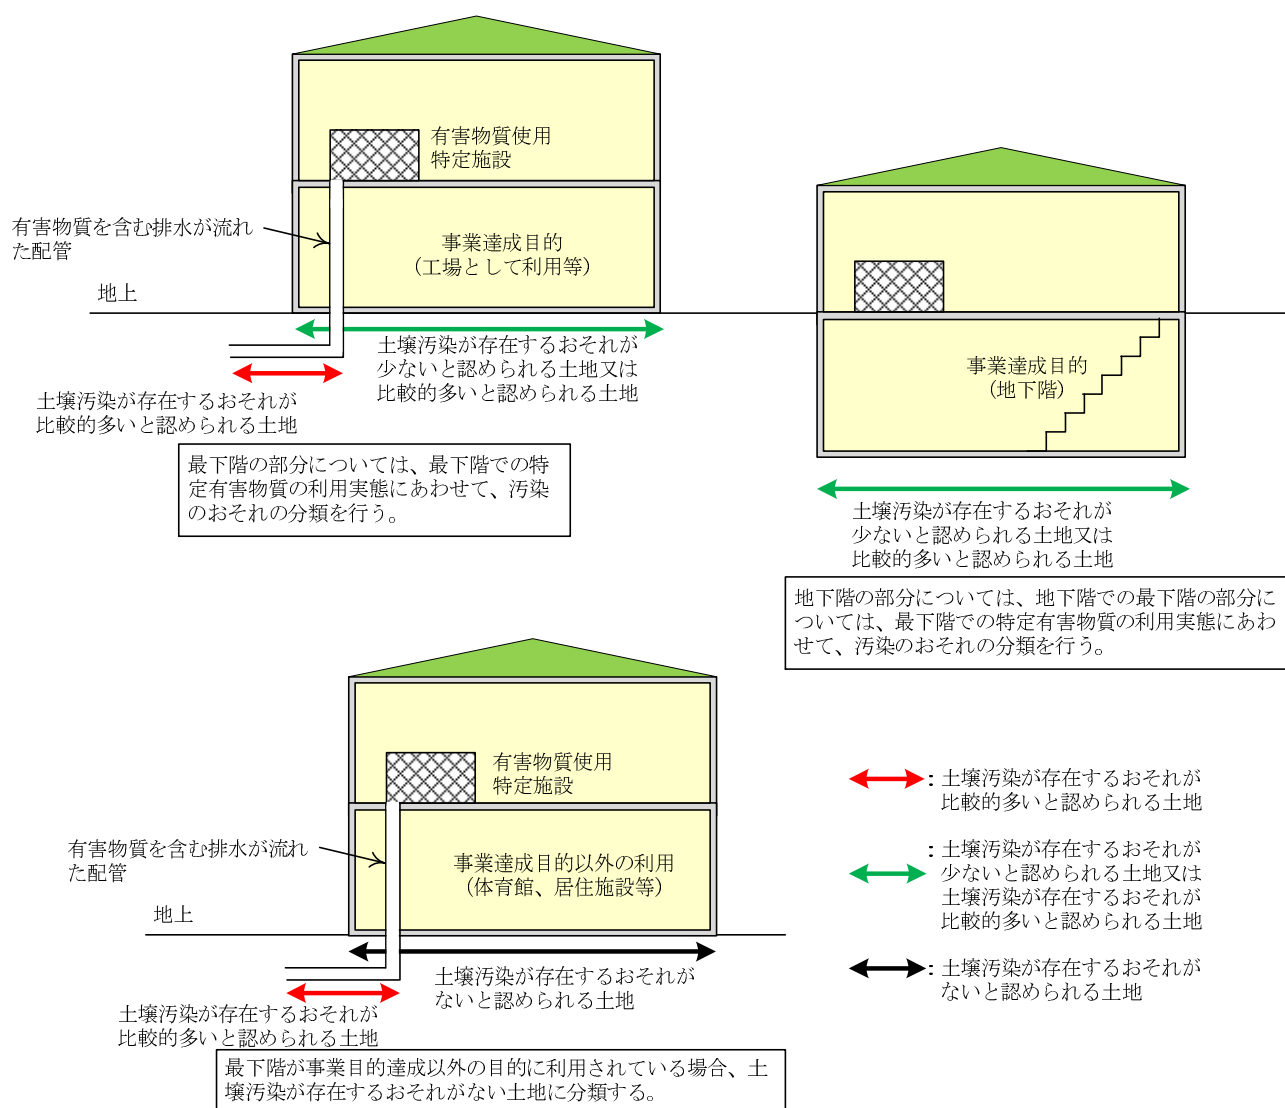 有害物質使用
特定施設
有害物質を含む排水が流れ
た配管
事業達成目的
(工場として利用等)
地上
土壌汚染が存在するおそれが
少ないと認められる土地又は
比較的多いと認められる土地
土壌汚染が存在するおそれが
比較的多いと認められる土地
最下階の部分については、最下階での特
定有害物質の利用実態にあわせて、汚染
のおそれの分類を行う。
事業達成目的
(地下階)
土壌汚染が存在するおそれが
少ないと認められる土地又は
比較的多いと認められる土地
地下階の部分については、地下階での最下階の部分に
ついては、最下階での特定有害物質の利用実態にあわ
せて、汚染のおそれの分類を行う。
有害物質使用
特定施設
有害物質を含む排水が流れ
た配管
事業達成目的以外の利用
(体育館、居住施設等)
地上
土壌汚染が存在するおそれが
ないと認められる土地
土壌汚染が存在するおそれが
比較的多いと認められる土地
最下階が事業目的達成以外の目的に利用されている場合、土
壌汚染が存在するおそれがない土地に分類する。
：土壌汚染が存在するおそれが
比較的多いと認められる土地
：土壌汚染が存在するおそれが
少ないと認められる土地又は
土壌汚染が存在するおそれが
比較的多いと認められる土地
：土壌汚染が存在するおそれが
ないと認められる土地